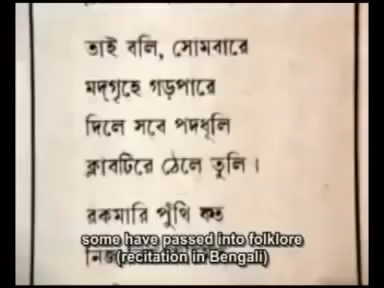 তাই বলি, সোমবারে
মদ্‌গৃহে গড়পারে
দিলে সবে পদধূলি
ক্লাবটিরে ঠেলে তুলি ।
রকমারি পুঁথি কত
some have passed into folklore
(recitation in Bengali)